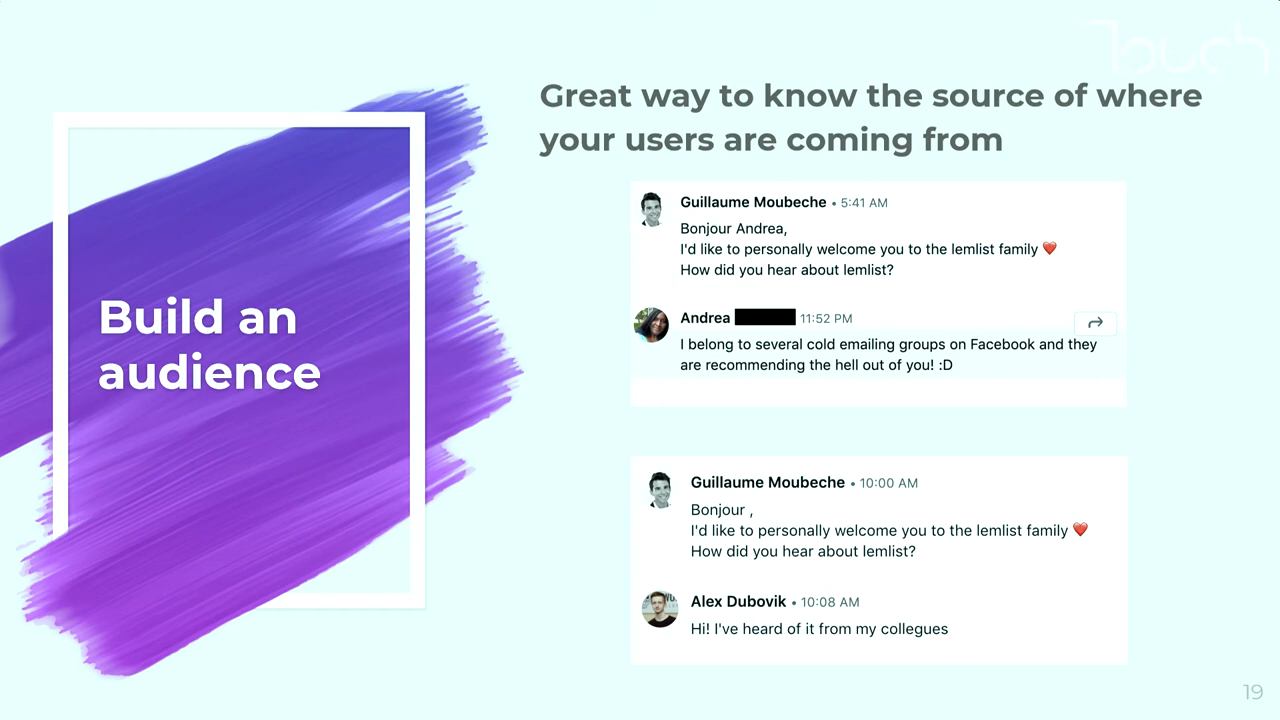 Touch
Great way to know the source of where
your users are coming from
Build an
audience
Guillaume Moubeche • 5:41 AM
Bonjour Andrea,
I'd like to personally welcome you to the lemlist family ❤️
How did you hear about lemlist?
Andrea 11:52 PM
I belong to several cold emailing groups on Facebook and they
are recommending the hell out of you! :D
Guillaume Moubeche • 10:00 AM
Bonjour ,
I'd like to personally welcome you to the lemlist family ❤️
How did you hear about lemlist?
Alex Dubovik • 10:08 AM
Hi! I've heard of it from my collegues
19